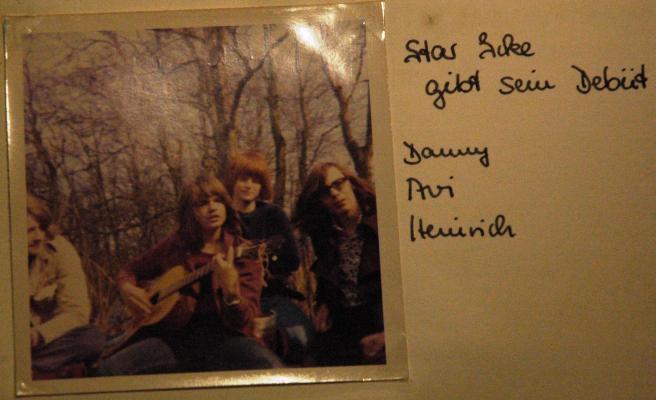 Star Ecke
gibt sein Debüt
Danny
Avi
Heinrich